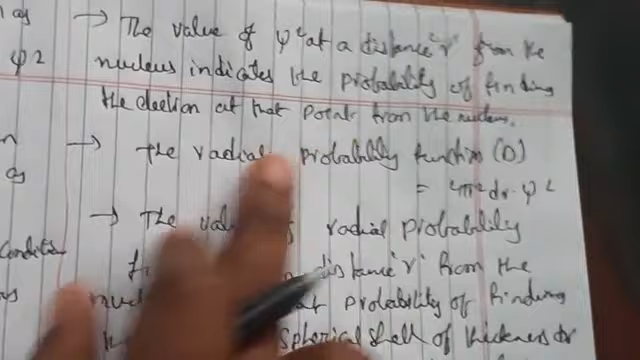 → The value of ψ² at a distance 'r' from the
ψ2 nucleus indicates the probability of finding
the electron at that point from the nucleus.
→ the radial probability function (D)
= 4πr²dr.ψ²
→ The radial probability
distance 'r' from the
Condition
probability of finding
spherical shell of thickness dr